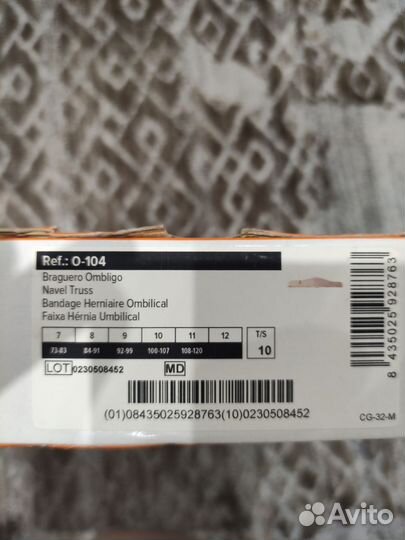 Ref.: O-104
Braguero Ombligo
Navel Truss
Bandage Herniaire Ombilical
Faixa Hérnia Umbilical
7 8 9 10 11 12 T/S
73-83 84-91 92-99 100-107 108-120 10
LOT 0230508452 MD
(01)08435025928763(10)0230508452
8 435025 928763
CG-32-M
Avito